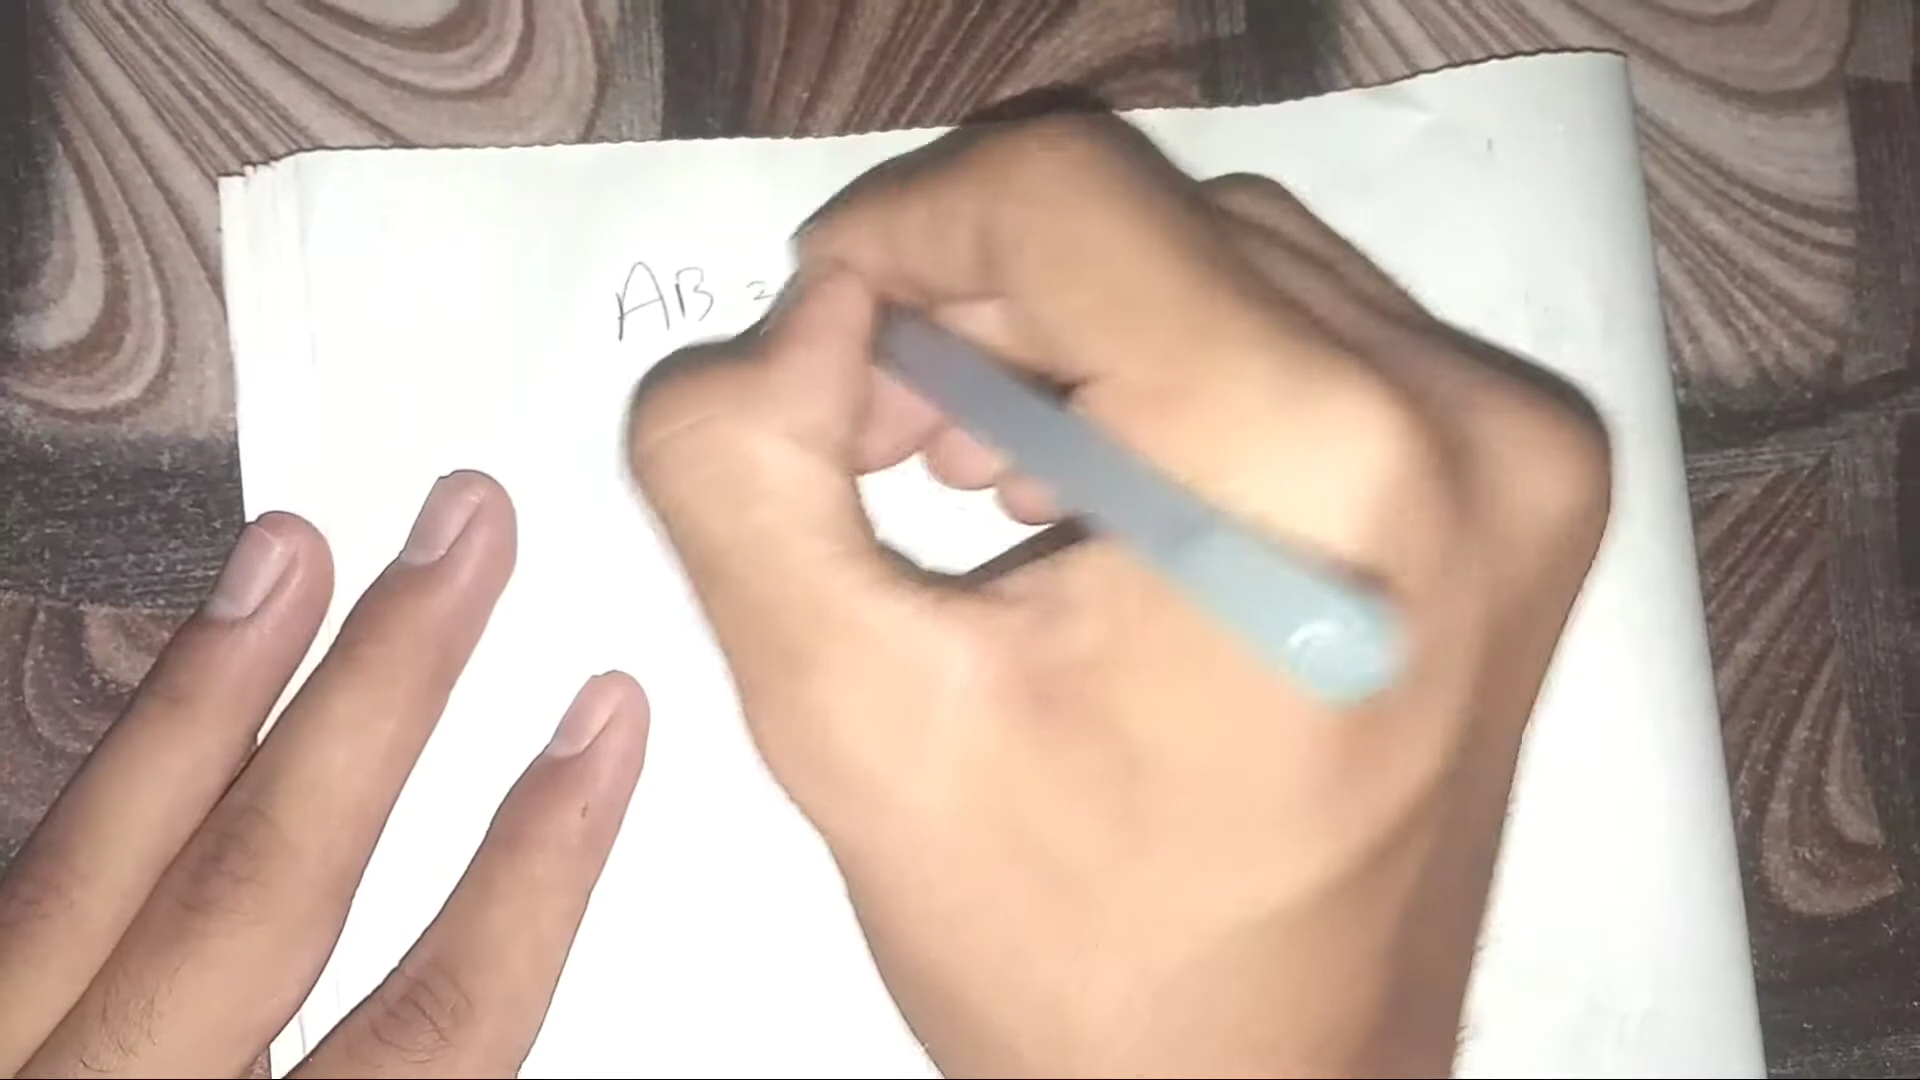 AB =